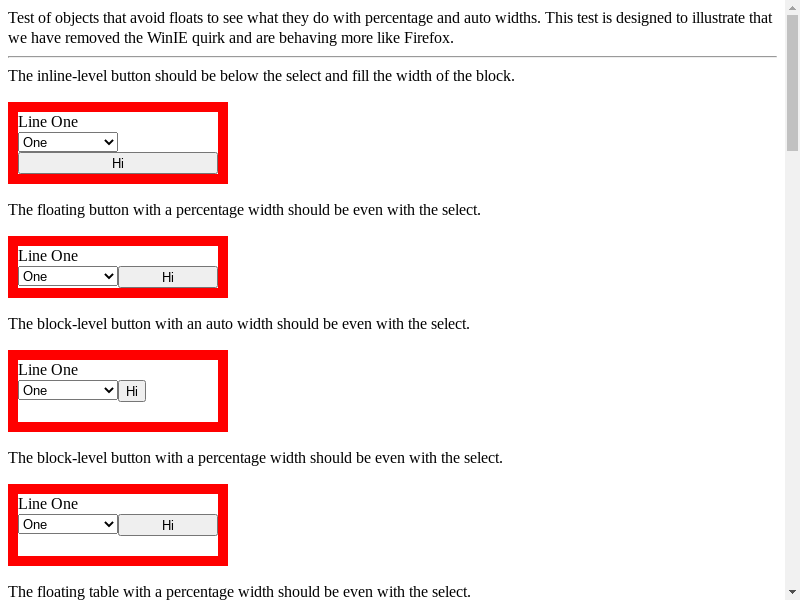 Test of objects that avoid floats to see what they do with percentage and auto widths. This test is designed to illustrate that
we have removed the WinIE quirk and are behaving more like Firefox.
The inline-level button should be below the select and fill the width of the block.
Line One
One
Hi
The floating button with a percentage width should be even with the select.
Line One
One Hi
The block-level button with an auto width should be even with the select.
Line One
One Hi
The block-level button with a percentage width should be even with the select.
Line One
One Hi
The floating table with a percentage width should be even with the select.